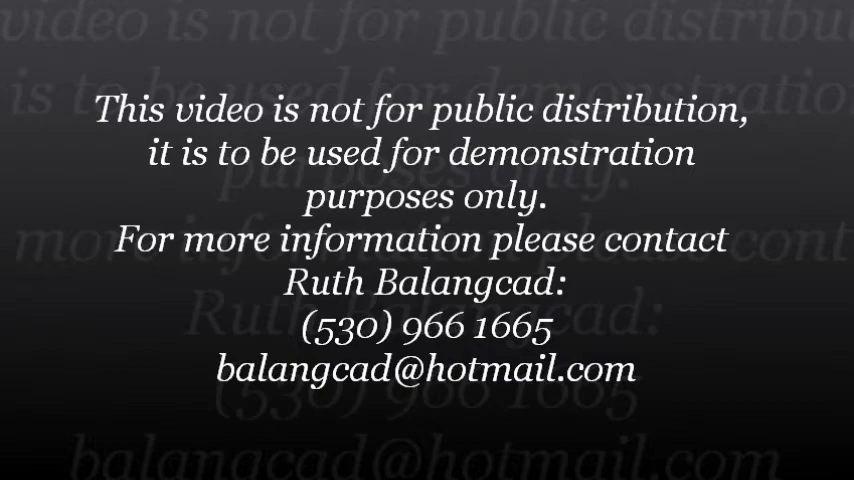 This video is not for public distribution,
it is to be used for demonstration
purposes only.
For more information please contact
Ruth Balangcad:
(530) 966 1665
balangcad@hotmail.com